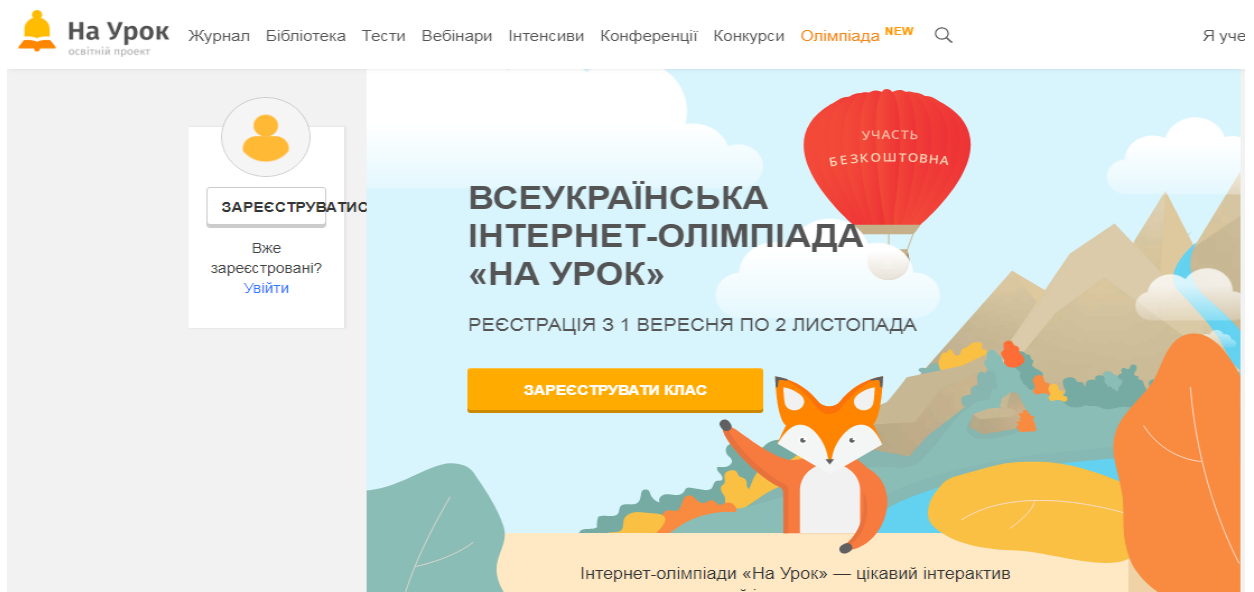 На Урок
освітній проект
Журнал Бібліотека Тести Вебінари Інтенсиви Конференції Конкурси Олімпіада NEW
Я уче
ЗАРЕЄСТРУВАТИС
Вже
зареєстровані?
Увійти
УЧАСТЬ
БЕЗКОШТОВНА
ВСЕУКРАЇНСЬКА
ІНТЕРНЕТ-ОЛІМПІАДА
«НА УРОК»
РЕЄСТРАЦІЯ З 1 ВЕРЕСНЯ ПО 2 ЛИСТОПАДА
ЗАРЕЄСТРУВАТИ КЛАС
Інтернет-олімпіади «На Урок» — цікавий інтерактив